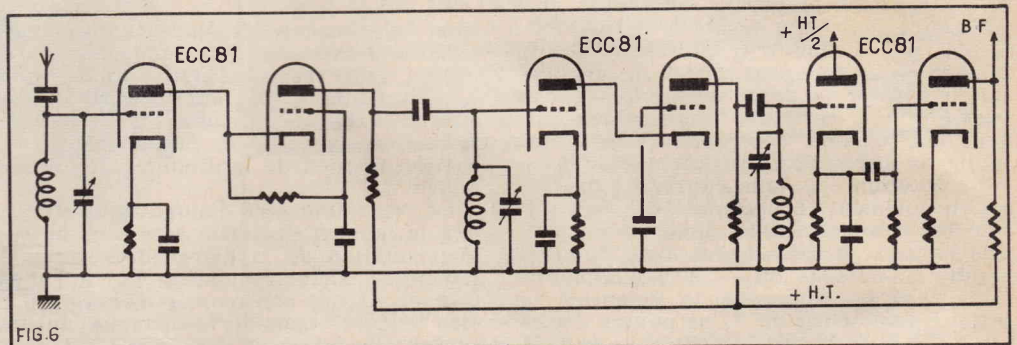 ECC81
ECC81
+ HT/2
ECC81
BF
+ H.T.
FIG.6